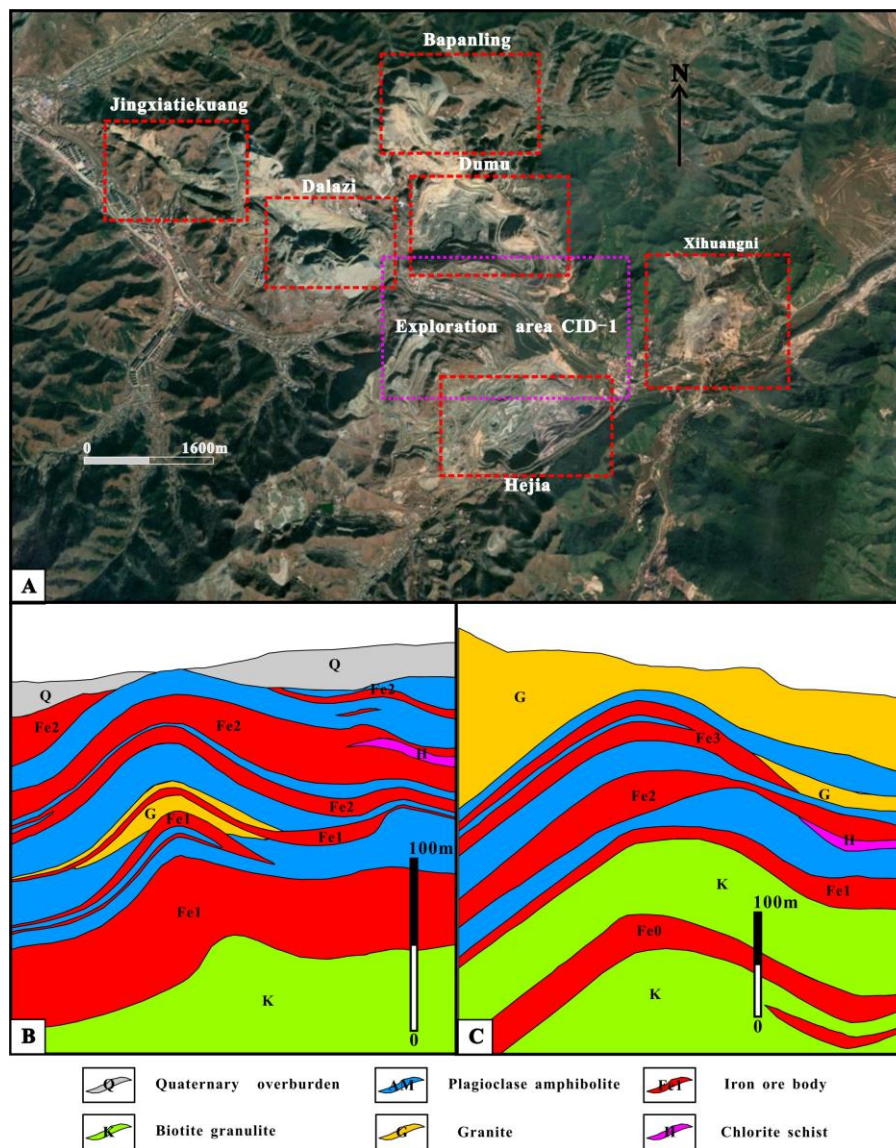 Bapanling
N
Jingxiatiekuang
Dumu
Dalazi
Xihuangni
Exploration area CID-1
0 1600m
Hejia
A
Q
Q
Fe2
Fe2
Fe2
H
Fe2
G
Fe1
Fe1
100m
Fe1
K
B
0
G
Fe3
Fe2
G
H
K
Fe1
100m
Fe0
K
C
0
Q Quaternary overburden AM Plagioclase amphibolite Fe1 Iron ore body
K Biotite granulite G Granite H Chlorite schist